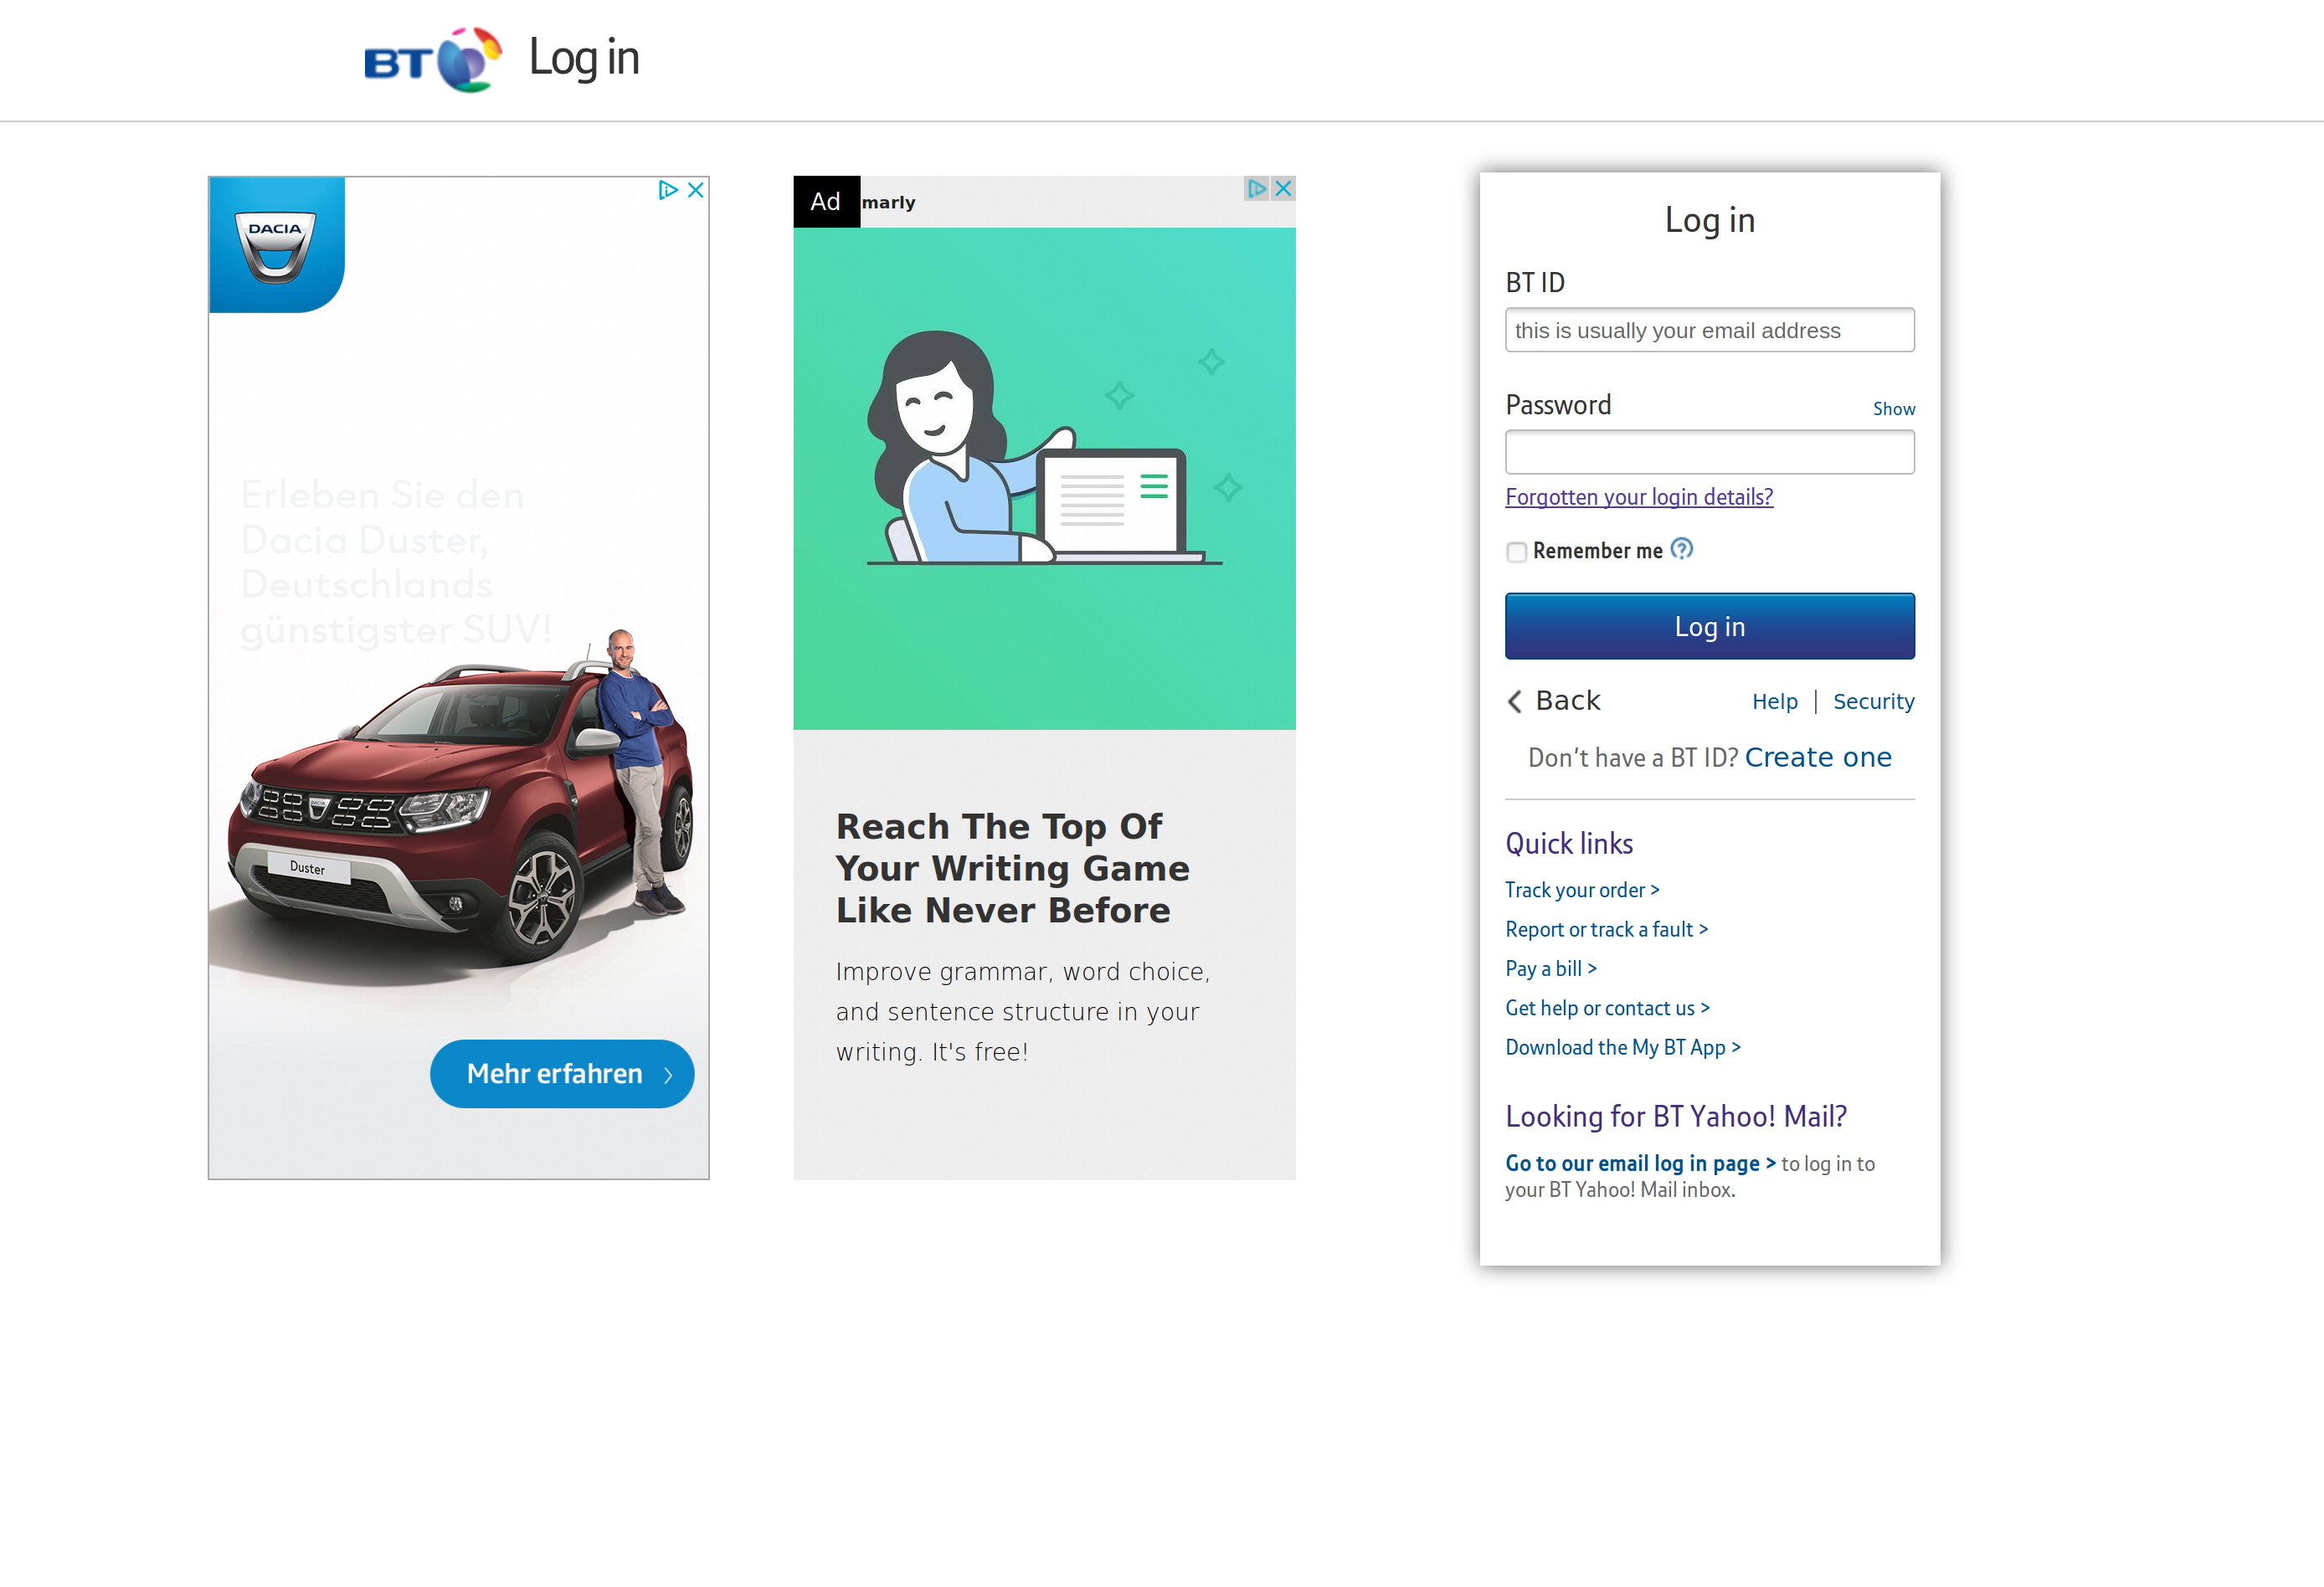 BT Log in
DACIA
Erleben Sie den
Dacia Duster,
Deutschlands
günstigster SUV!
Duster
Mehr erfahren
Ad
marly
Reach The Top Of
Your Writing Game
Like Never Before
Improve grammar, word choice,
and sentence structure in your
writing. It's free!
Log in
BT ID
this is usually your email address
Password Show
Forgotten your login details?
Remember me ?
Log in
Back Help | Security
Don't have a BT ID? Create one
Quick links
Track your order >
Report or track a fault >
Pay a bill >
Get help or contact us >
Download the My BT App >
Looking for BT Yahoo! Mail?
Go to our email log in page > to log in to
your BT Yahoo! Mail inbox.